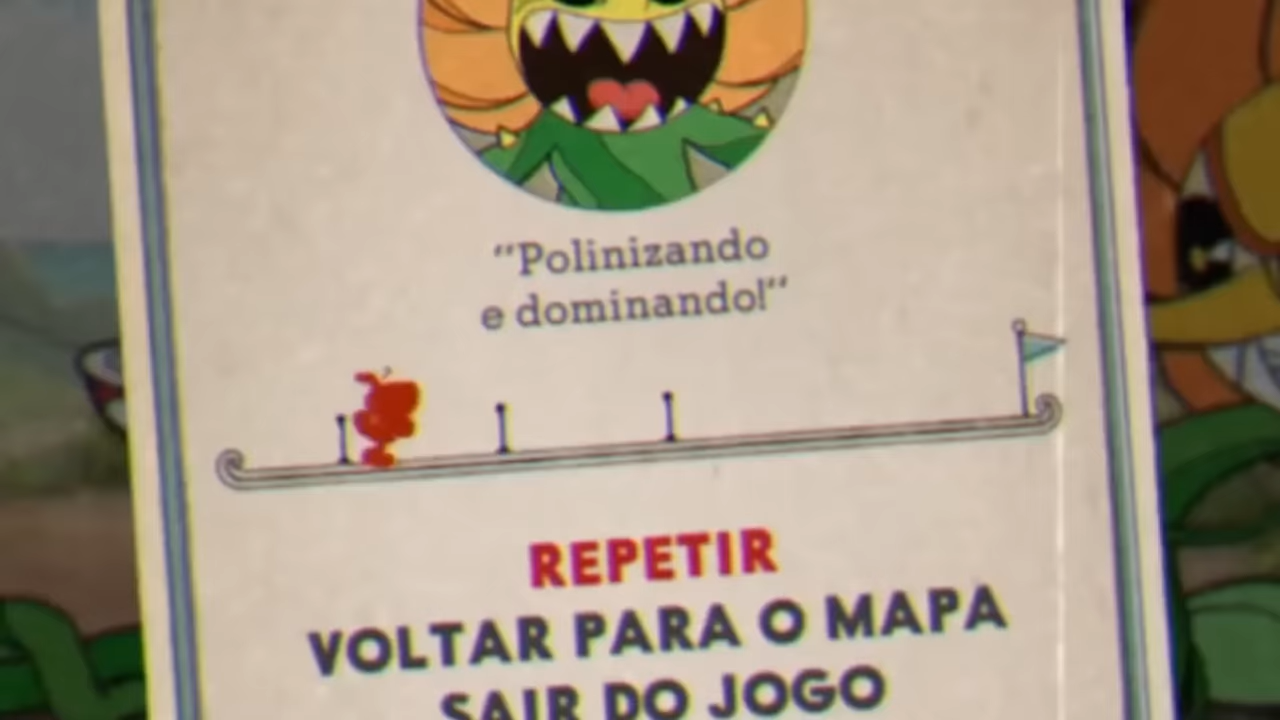 “Polinizando
e dominando!“
REPETIR
VOLTAR PARA O MAPA
SAIR DO JOGO